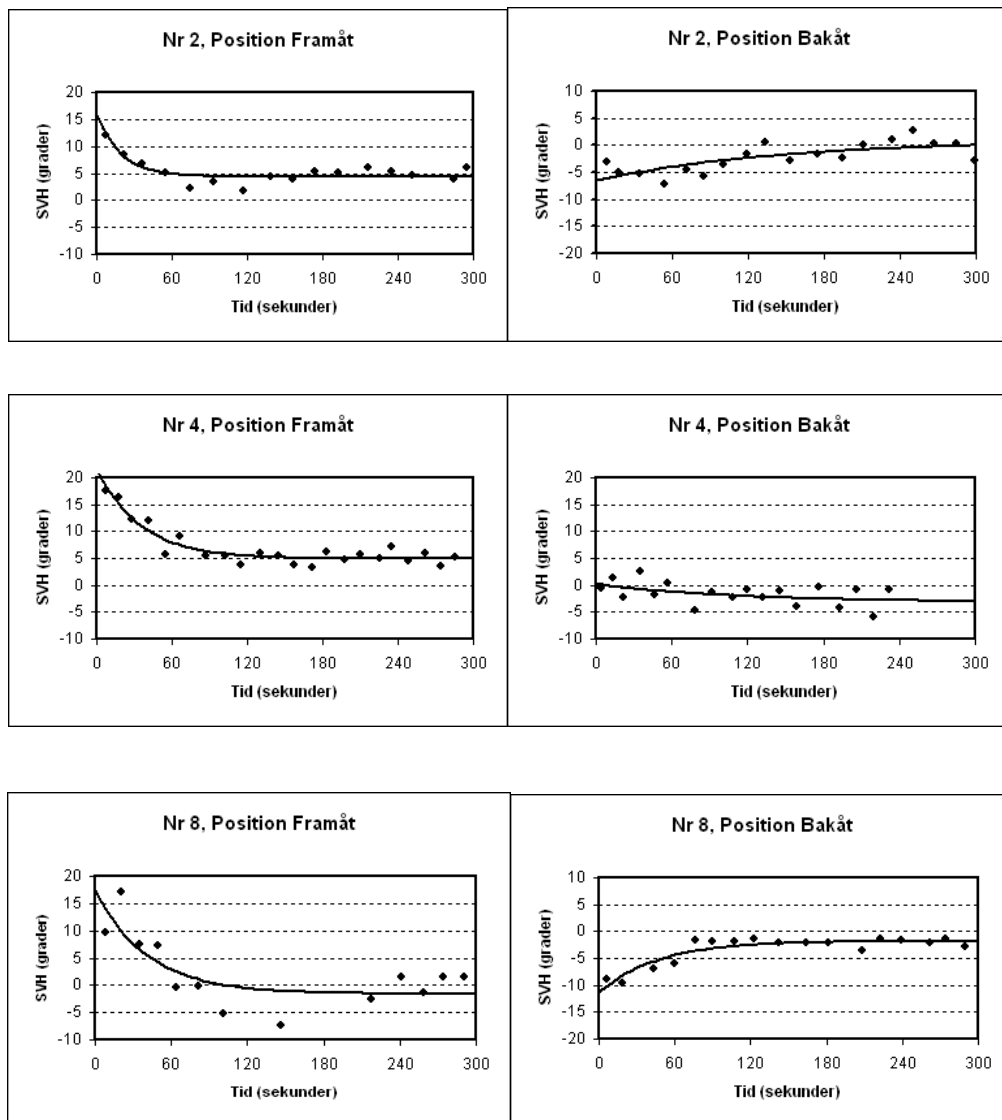 Nr 2, Position Framåt
20
15
10
5
0
-5
-10
SVH (grader)
0 60 120 180 240 300
Tid (sekunder)
Nr 2, Position Bakåt
10
5
0
-5
-10
-15
-20
SVH (grader)
0 60 120 180 240 300
Tid (sekunder)
Nr 4, Position Framåt
20
15
10
5
0
-5
-10
SVH (grader)
0 60 120 180 240 300
Tid (sekunder)
Nr 4, Position Bakåt
20
15
10
5
0
-5
-10
SVH (grader)
0 60 120 180 240 300
Tid (sekunder)
Nr 8, Position Framåt
20
15
10
5
0
-5
-10
SVH (grader)
0 60 120 180 240 300
Tid (sekunder)
Nr 8, Position Bakåt
10
5
0
-5
-10
-15
-20
SVH (grader)
0 60 120 180 240 300
Tid (sekunder)